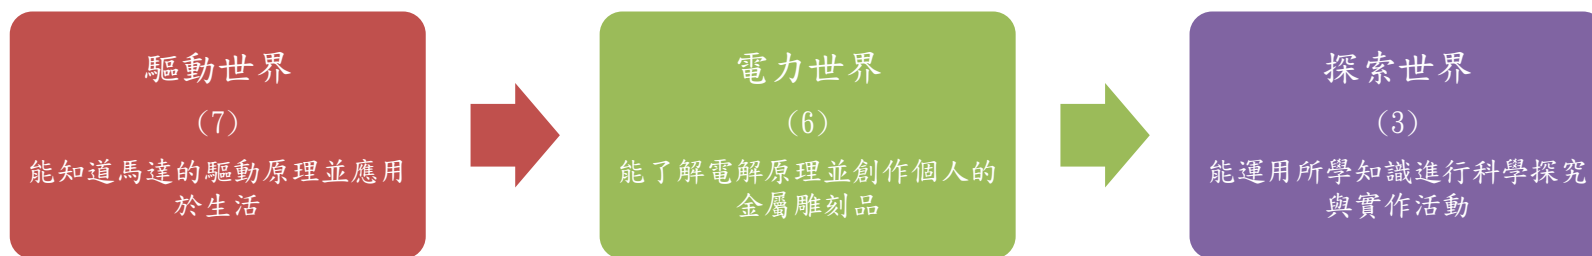 驅動世界
(7)
能知道馬達的驅動原理並應用
於生活
電力世界
(6)
能了解電解原理並創作個人的
金屬雕刻品
探索世界
(3)
能運用所學知識進行科學探究
與實作活動